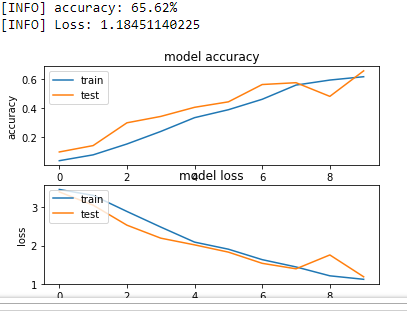 [INFO] accuracy: 65.62%
[INFO] Loss: 1.18451140225
model accuracy
train
test
accuracy
0.6
0.4
0.2
0 2 4 6 8
model loss
train
test
loss
3
2
1
0 2 4 6 8